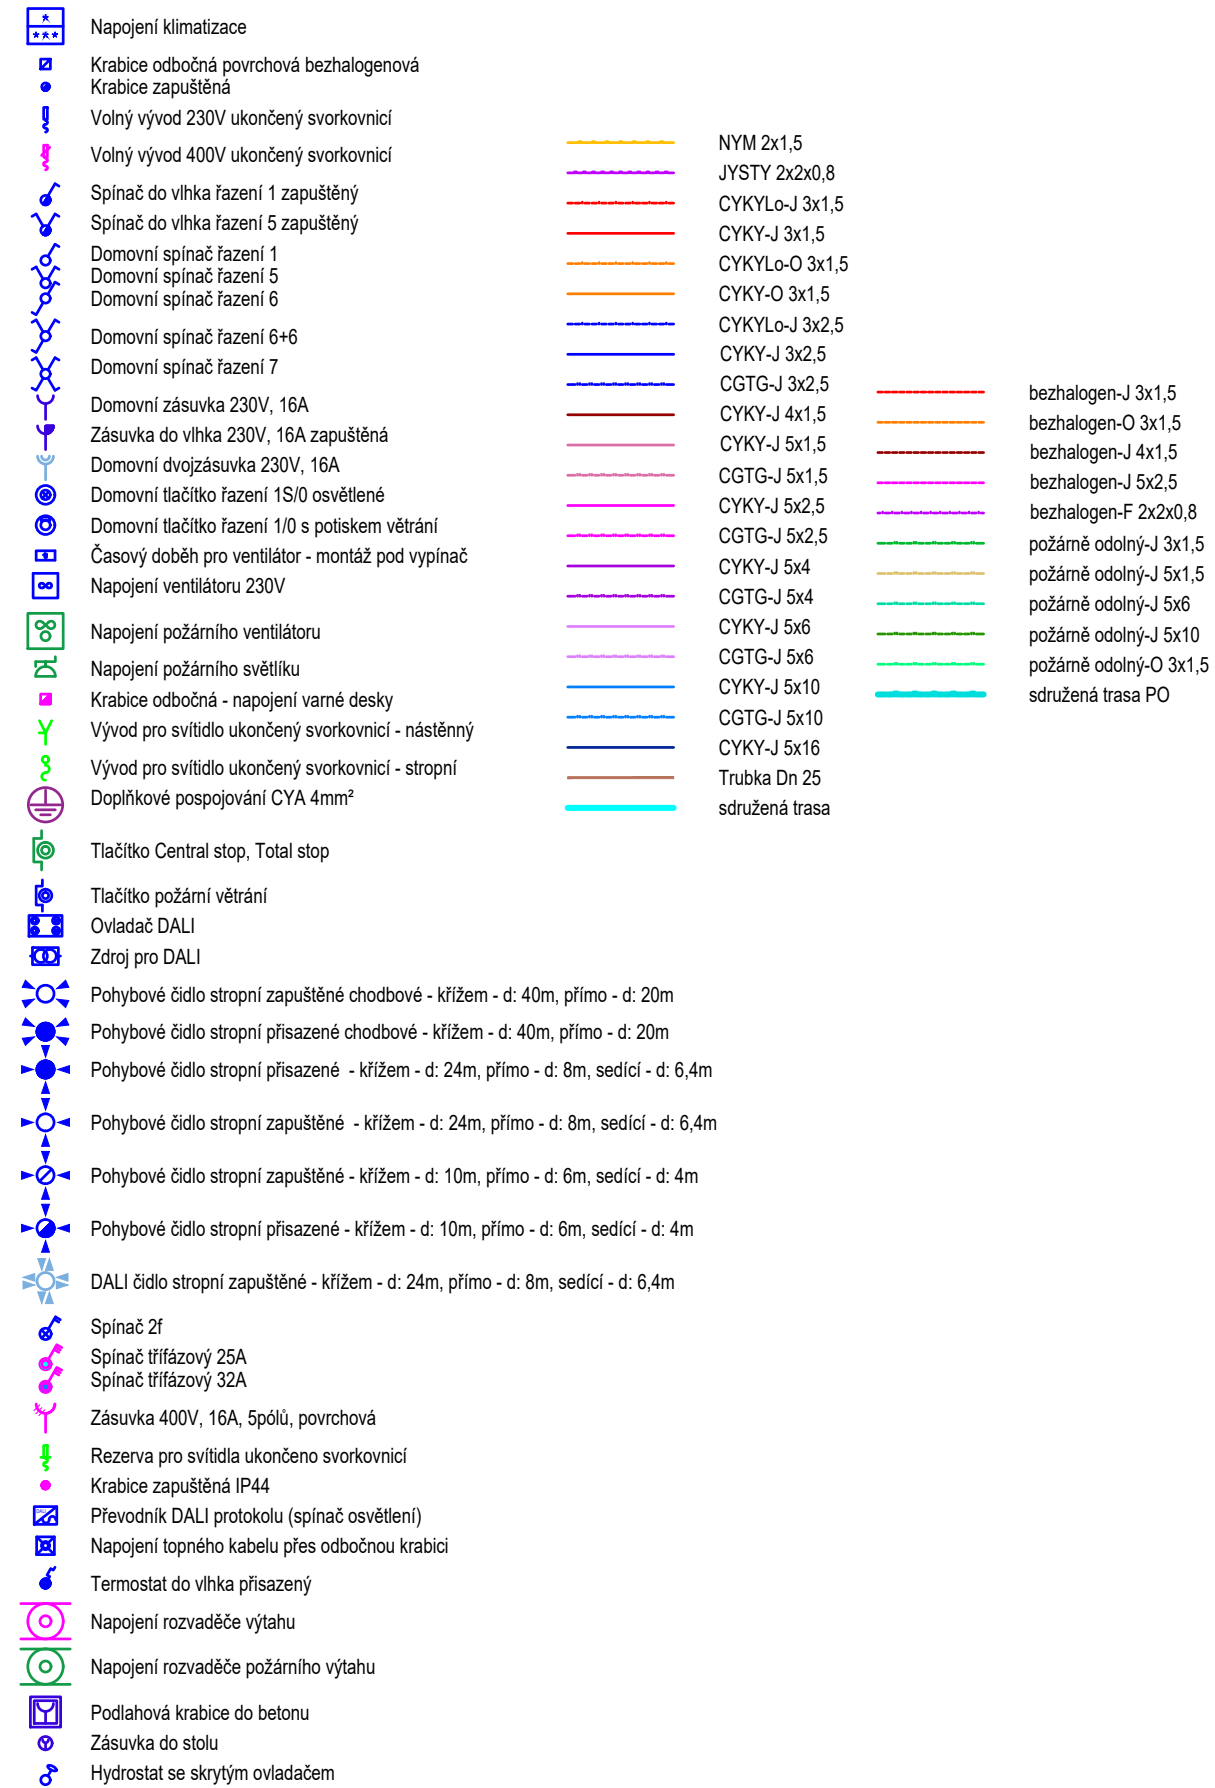 Napojení klimatizace
Krabice odbočná povrchová bezhalogenová
Krabice zapuštěná
Volný vývod 230V ukončený svorkovnicí
Volný vývod 400V ukončený svorkovnicí
Spínač do vlhka řazení 1 zapuštěný
Spínač do vlhka řazení 5 zapuštěný
Domovní spínač řazení 1
Domovní spínač řazení 5
Domovní spínač řazení 6
Domovní spínač řazení 6+6
Domovní spínač řazení 7
Domovní zásuvka 230V, 16A
Zásuvka do vlhka 230V, 16A zapuštěná
Domovní dvojzásuvka 230V, 16A
Domovní tlačítko řazení 1S/0 osvětlené
Domovní tlačítko řazení 1/0 s potiskem větrání
Časový doběh pro ventilátor - montáž pod vypínač
Napojení ventilátoru 230V
Napojení požárního ventilátoru
Napojení požárního světlíku
Krabice odbočná - napojení varné desky
Vývod pro svítidlo ukončený svorkovnicí - nástěnný
Vývod pro svítidlo ukončený svorkovnicí - stropní
Doplňkové pospojování CYA 4mm²
Tlačítko Central stop, Total stop
Tlačítko požární větrání
Ovladač DALI
Zdroj pro DALI
Pohybové čidlo stropní zapuštěné chodbové - křížem - d: 40m, přímo - d: 20m
Pohybové čidlo stropní přisazené chodbové - křížem - d: 40m, přímo - d: 20m
Pohybové čidlo stropní přisazené - křížem - d: 24m, přímo - d: 8m, sedící - d: 6,4m
Pohybové čidlo stropní zapuštěné - křížem - d: 24m, přímo - d: 8m, sedící - d: 6,4m
Pohybové čidlo stropní zapuštěné - křížem - d: 10m, přímo - d: 6m, sedící - d: 4m
Pohybové čidlo stropní přisazené - křížem - d: 10m, přímo - d: 6m, sedící - d: 4m
DALI čidlo stropní zapuštěné - křížem - d: 24m, přímo - d: 8m, sedící - d: 6,4m
Spínač 2f
Spínač třífázový 25A
Spínač třífázový 32A
Zásuvka 400V, 16A, 5pólů, povrchová
Rezerva pro svítidla ukončeno svorkovnicí
Krabice zapuštěná IP44
Převodník DALI protokolu (spínač osvětlení)
Napojení topného kabelu přes odbočnou krabici
Termostat do vlhka přisazený
Napojení rozvaděče výtahu
Napojení rozvaděče požárního výtahu
Podlahová krabice do betonu
Zásuvka do stolu
Hydrostat se skrytým ovladačem
NYM 2x1,5
JYSTY 2x2x0,8
CYKYLo-J 3x1,5
CYKY-J 3x1,5
CYKYLo-O 3x1,5
CYKY-O 3x1,5
CYKYLo-J 3x2,5
CYKY-J 3x2,5
CGTG-J 3x2,5
CYKY-J 4x1,5
CYKY-J 5x1,5
CGTG-J 5x1,5
CYKY-J 5x2,5
CGTG-J 5x2,5
CYKY-J 5x4
CGTG-J 5x4
CYKY-J 5x6
CGTG-J 5x6
CYKY-J 5x10
CGTG-J 5x10
CYKY-J 5x16
Trubka Dn 25
sdružená trasa
bezhalogen-J 3x1,5
bezhalogen-O 3x1,5
bezhalogen-J 4x1,5
bezhalogen-J 5x2,5
bezhalogen-F 2x2x0,8
požárně odolný-J 3x1,5
požárně odolný-J 5x1,5
požárně odolný-J 5x6
požárně odolný-J 5x10
požárně odolný-O 3x1,5
sdružená trasa PO